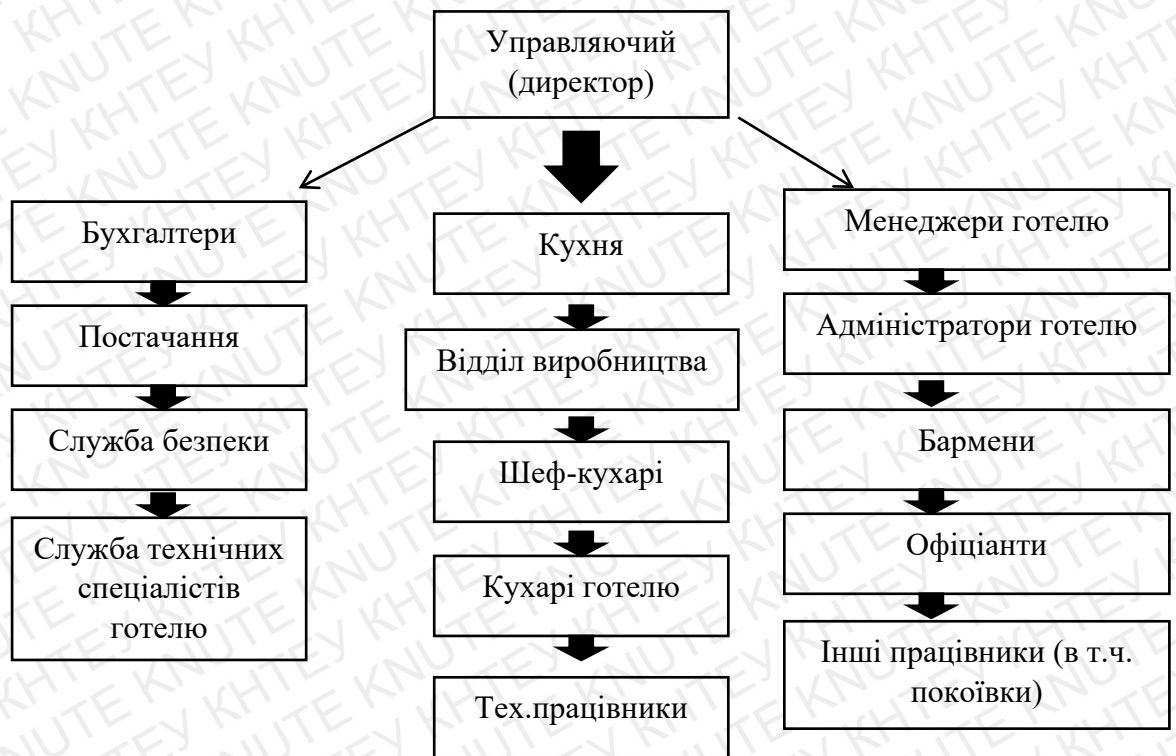 Управляючий
(директор)
Бухгалтери
Постачання
Служба безпеки
Служба технічних
спеціалістів
готелю
Кухня
Відділ виробництва
Шеф-кухарі
Кухарі готелю
Тех.працівники
Менеджери готелю
Адміністратори готелю
Бармени
Офіціанти
Інші працівники (в т.ч.
покоївки)